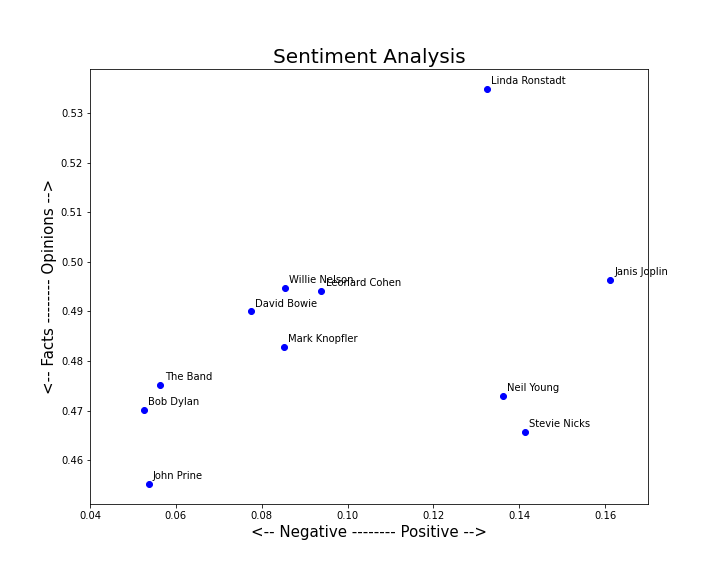 Sentiment Analysis
Linda Ronstadt
0.53
0.52
0.51
0.50
Janis Joplin
Willie Nelson
Leonard Cohen
David Bowie
0.49
Mark Knopfler
0.48
The Band
Neil Young
Bob Dylan
0.47
Stevie Nicks
John Prine
0.46
<-- Facts -------- Opinions -->
0.04 0.06 0.08 0.10 0.12 0.14 0.16
<-- Negative -------- Positive -->